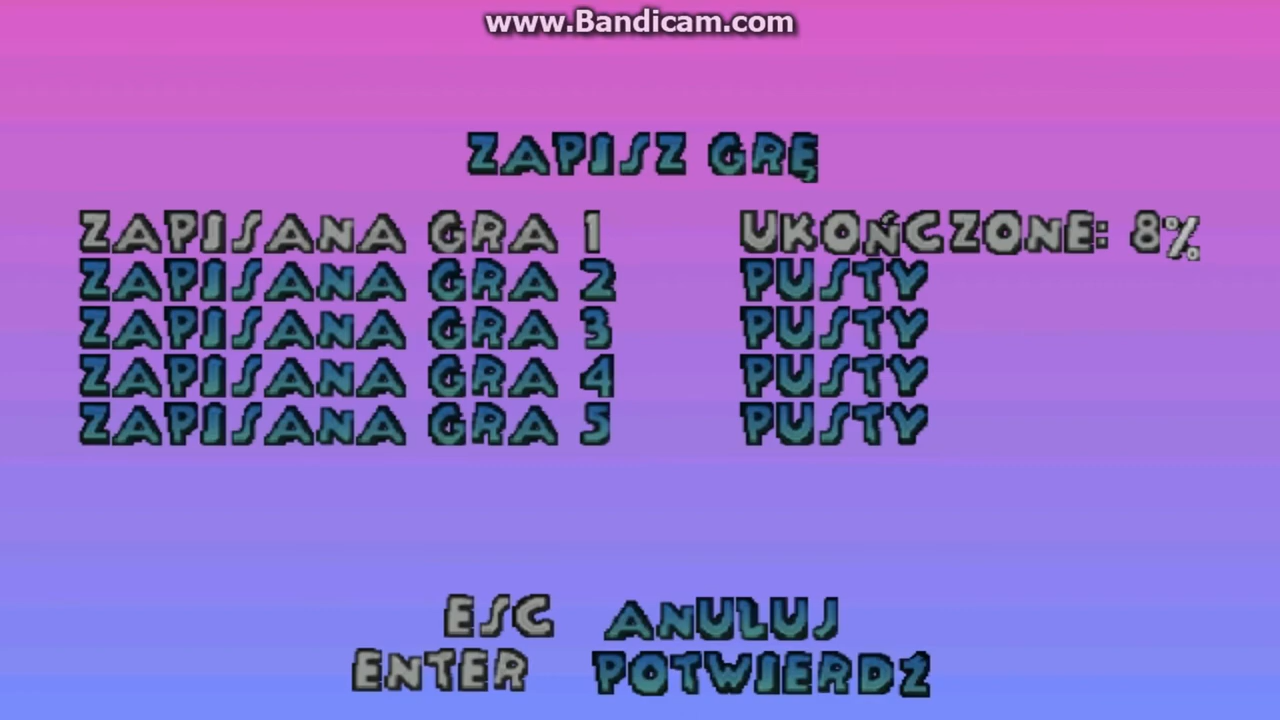 www.Bandicam.com
ZAPISZ GRĘ
ZAPISANA GRA 1 UKOŃCZONE: 8%
ZAPISANA GRA 2 PUSTY
ZAPISANA GRA 3 PUSTY
ZAPISANA GRA 4 PUSTY
ZAPISANA GRA 5 PUSTY
ESC ANULUJ
ENTER POTWIERDŹ